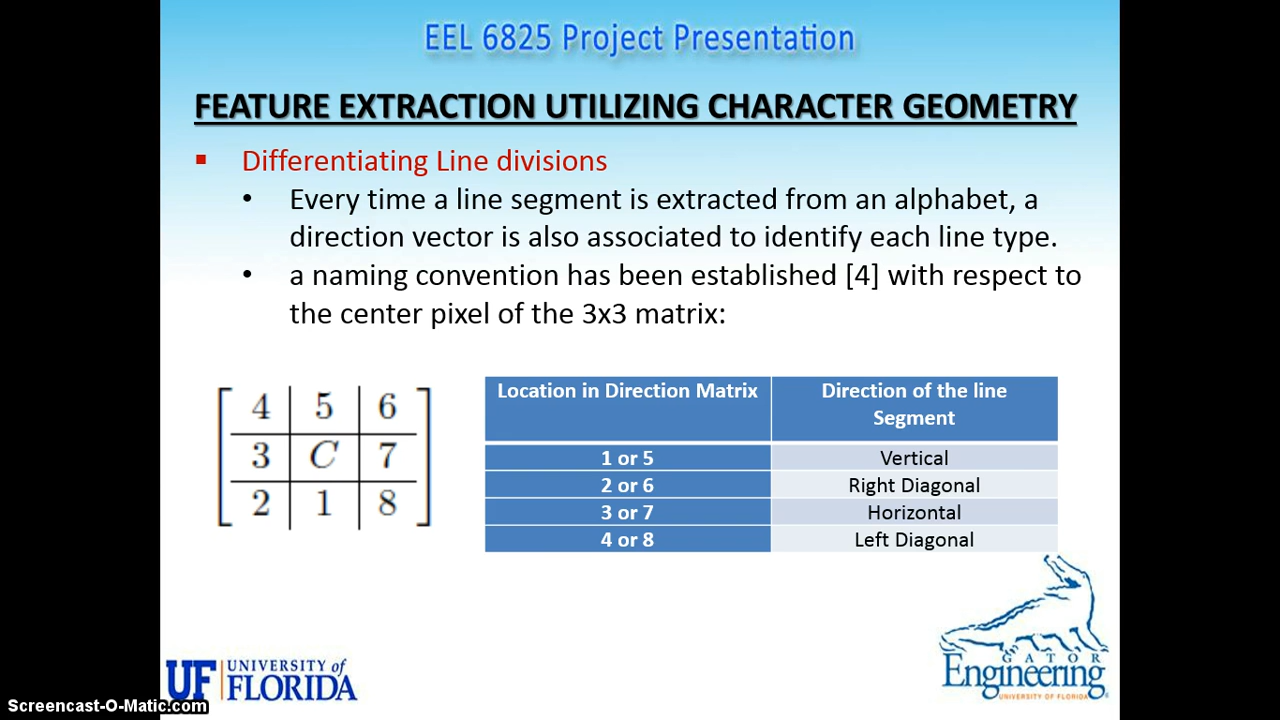 EEL 6825 Project Presentation
FEATURE EXTRACTION UTILIZING CHARACTER GEOMETRY
Differentiating Line divisions
• Every time a line segment is extracted from an alphabet, a
direction vector is also associated to identify each line type.
• a naming convention has been established [4] with respect to
the center pixel of the 3x3 matrix:
4 5 6
3 C 7
2 1 8
Location in Direction Matrix Direction of the line
Segment
1 or 5 Vertical
2 or 6 Right Diagonal
3 or 7 Horizontal
4 or 8 Left Diagonal
UF UNIVERSITY of
FLORIDA
GATOR
Engineering
UNIVERSITY OF FLORIDA
Screencast-O-Matic.com